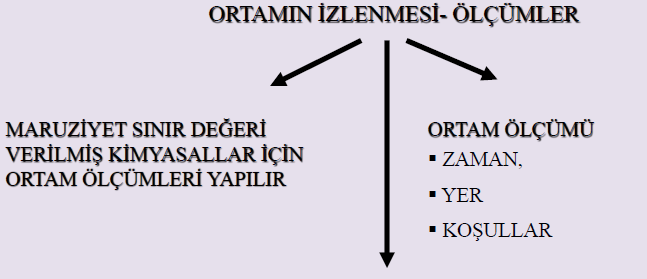 ORTAMIN İZLENMESİ- ÖLÇÜMLER
MARUZİYET SINIR DEĞERİ
VERİLMİŞ KİMYASALLAR İÇİN
ORTAM ÖLÇÜMLERİ YAPILIR
ORTAM ÖLÇÜMÜ
▪ ZAMAN,
▪ YER
▪ KOŞULLAR